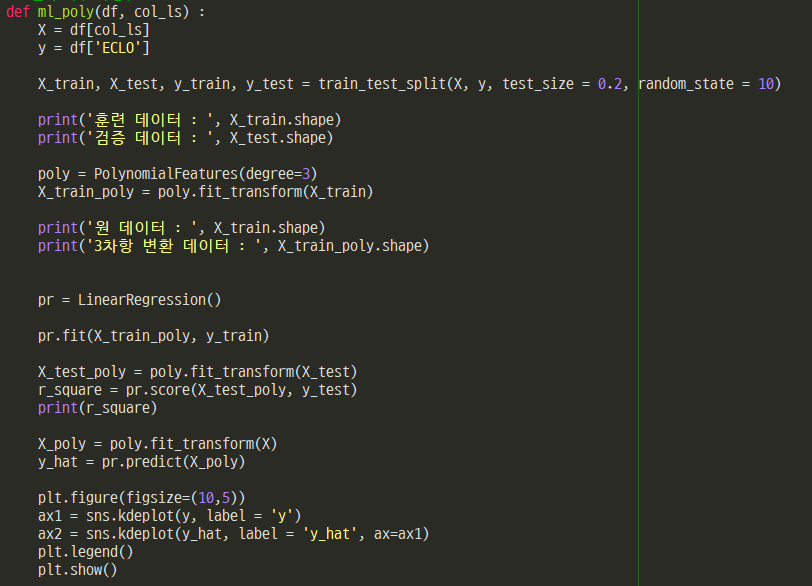 def ml_poly(df, col_ls) :
    X = df[col_ls]
    y = df['ECLO']
    X_train, X_test, y_train, y_test = train_test_split(X, y, test_size = 0.2, random_state = 10)
    print('훈련 데이터 : ', X_train.shape)
    print('검증 데이터 : ', X_test.shape)
    poly = PolynomialFeatures(degree=3)
    X_train_poly = poly.fit_transform(X_train)
    print('원 데이터 : ', X_train.shape)
    print('3차항 변환 데이터 : ', X_train_poly.shape)
    pr = LinearRegression()
    pr.fit(X_train_poly, y_train)
    X_test_poly = poly.fit_transform(X_test)
    r_square = pr.score(X_test_poly, y_test)
    print(r_square)
    X_poly = poly.fit_transform(X)
    y_hat = pr.predict(X_poly)
    plt.figure(figsize=(10,5))
    ax1 = sns.kdeplot(y, label = 'y')
    ax2 = sns.kdeplot(y_hat, label = 'y_hat', ax=ax1)
    plt.legend()
    plt.show()